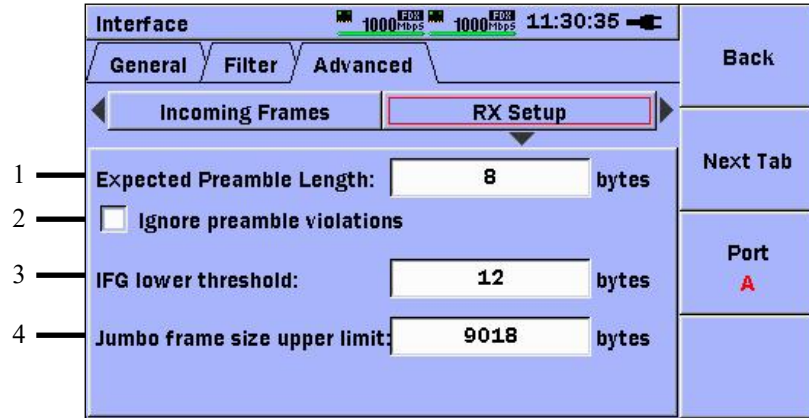 Interface 1000 FDX Mbps 1000 FDX Mbps 11:30:35
General Filter Advanced
Incoming Frames RX Setup
1 Expected Preamble Length: 8 bytes
2 Ignore preamble violations
3 IFG lower threshold: 12 bytes
4 Jumbo frame size upper limit: 9018 bytes
Back
Next Tab
Port
A